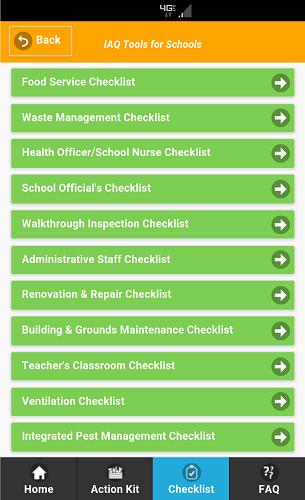 4G
Back
IAQ Tools for Schools
Food Service Checklist
Waste Management Checklist
Health Officer/School Nurse Checklist
School Official's Checklist
Walkthrough Inspection Checklist
Administrative Staff Checklist
Renovation & Repair Checklist
Building & Grounds Maintenance Checklist
Teacher's Classroom Checklist
Ventilation Checklist
Integrated Pest Management Checklist
Home
Action Kit
Checklist
FAQ